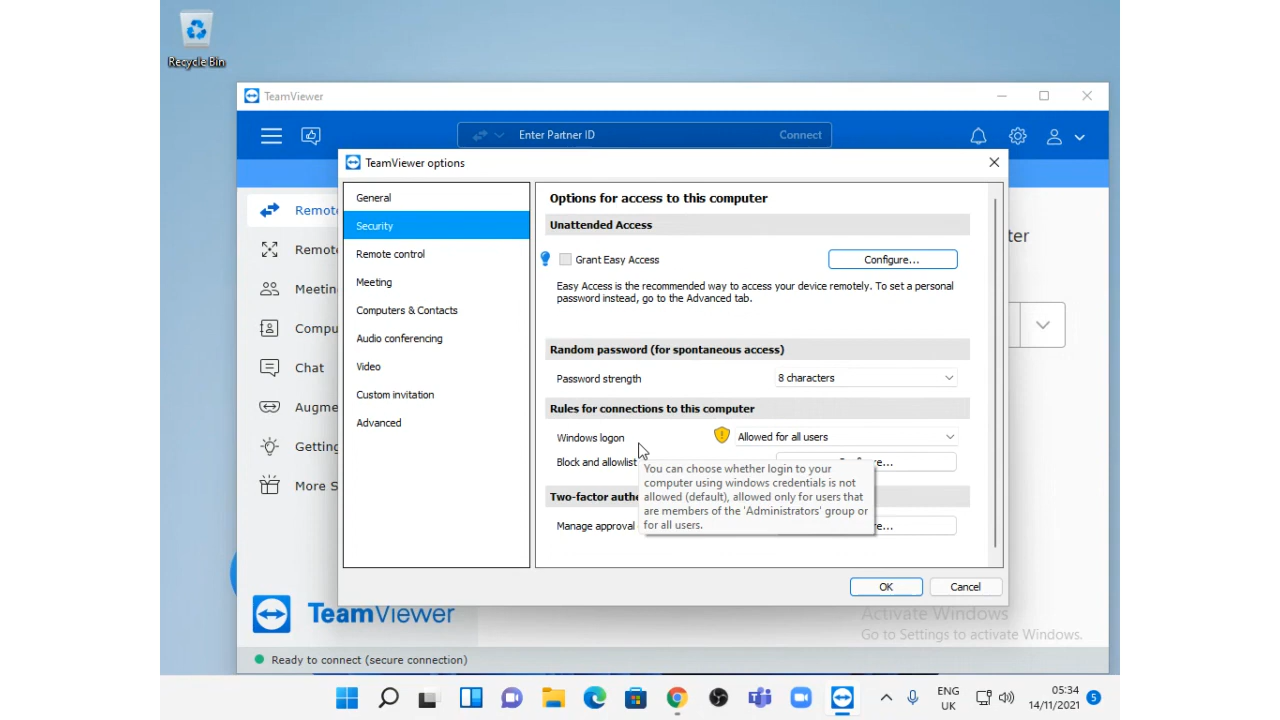 Recycle Bin
TeamViewer
Enter Partner ID
Connect
TeamViewer options
General
Security
Remote control
Meeting
Computers & Contacts
Audio conferencing
Video
Custom invitation
Advanced
Options for access to this computer
Unattended Access
Grant Easy Access
Configure...
Easy Access is the recommended way to access your device remotely. To set a personal
password instead, go to the Advanced tab.
Random password (for spontaneous access)
Password strength
8 characters
Rules for connections to this computer
Windows logon
Allowed for all users
Block and allowlist
You can choose whether login to your
computer using windows credentials is not
allowed (default), allowed only for users that
are members of the 'Administrators' group or
for all users.
Two-factor authe
Manage approval
OK
Cancel
Remote
Remote
Meetin
Compu
Chat
Augme
Getting
More S
ter
TeamViewer
Activate Windows
Go to Settings to activate Windows.
Ready to connect (secure connection)
ENG
UK
05:34
14/11/2021
5